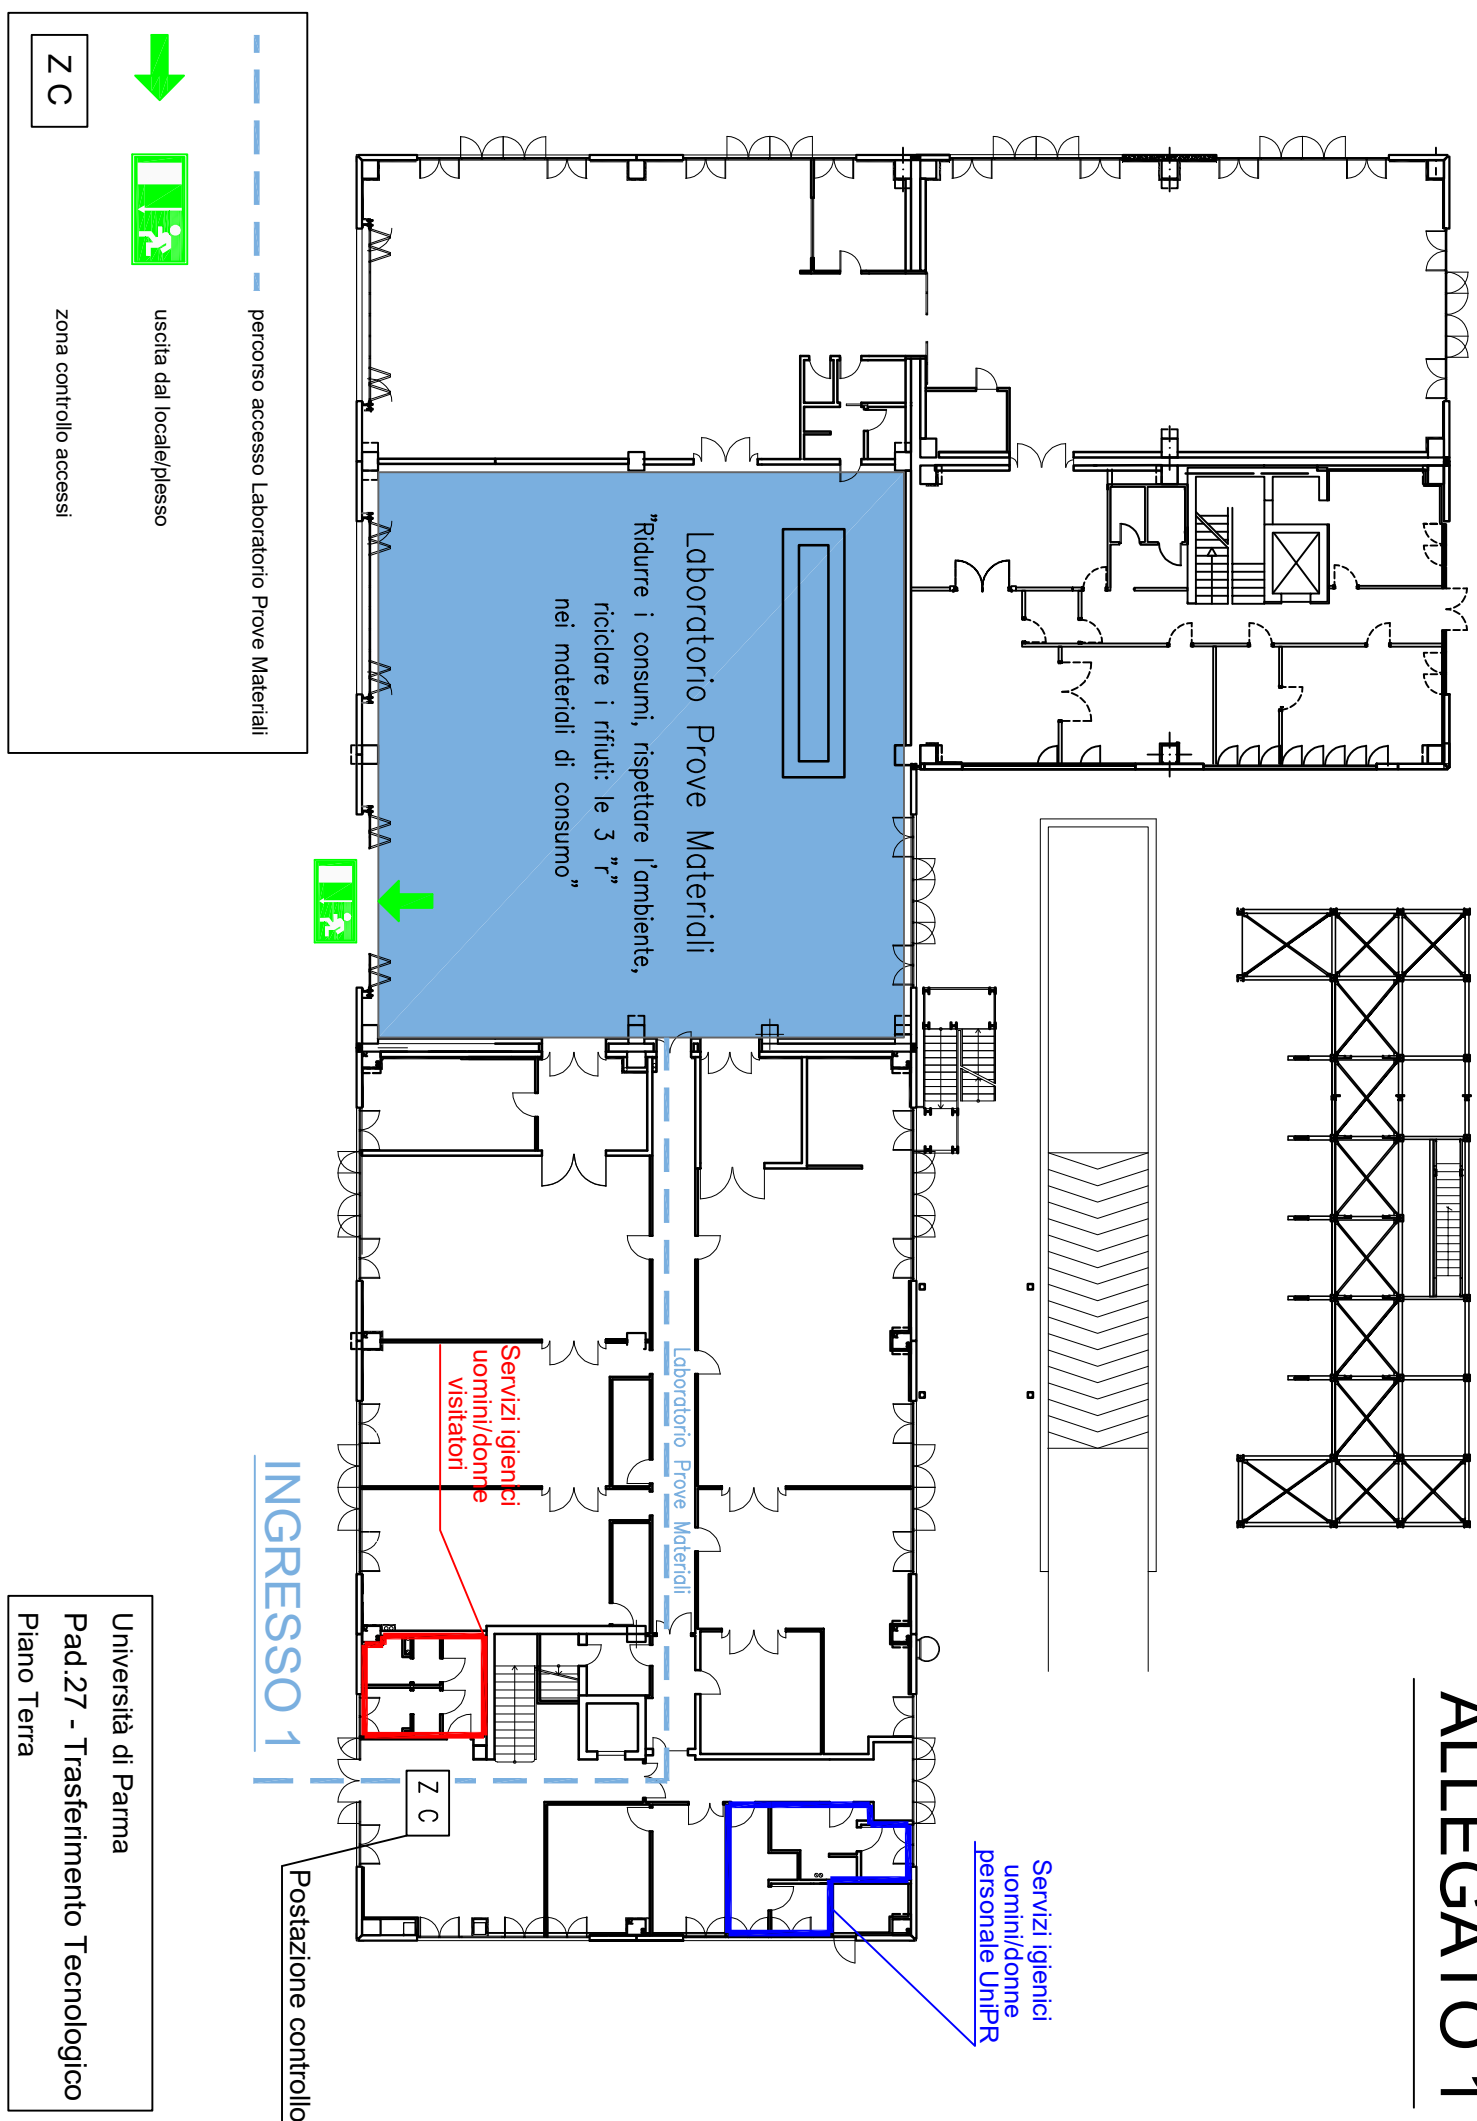 ALLEGATO 1
Laboratorio Prove Materiali
"Ridurre i consumi, rispettare l'ambiente,
riciclare i rifiuti: le 3 "r"
nei materiali di consumo"
Laboratorio Prove Materiali
Servizi igienici
uomini/donne
visitatori
Servizi igienici
uomini/donne
personale UniPR
INGRESSO 1
Z C
Postazione controllo
percorso accesso Laboratorio Prove Materiali
uscita dal locale/plesso
Z C
zona controllo accessi
Università di Parma
Pad.27 - Trasferimento Tecnologico
Piano Terra